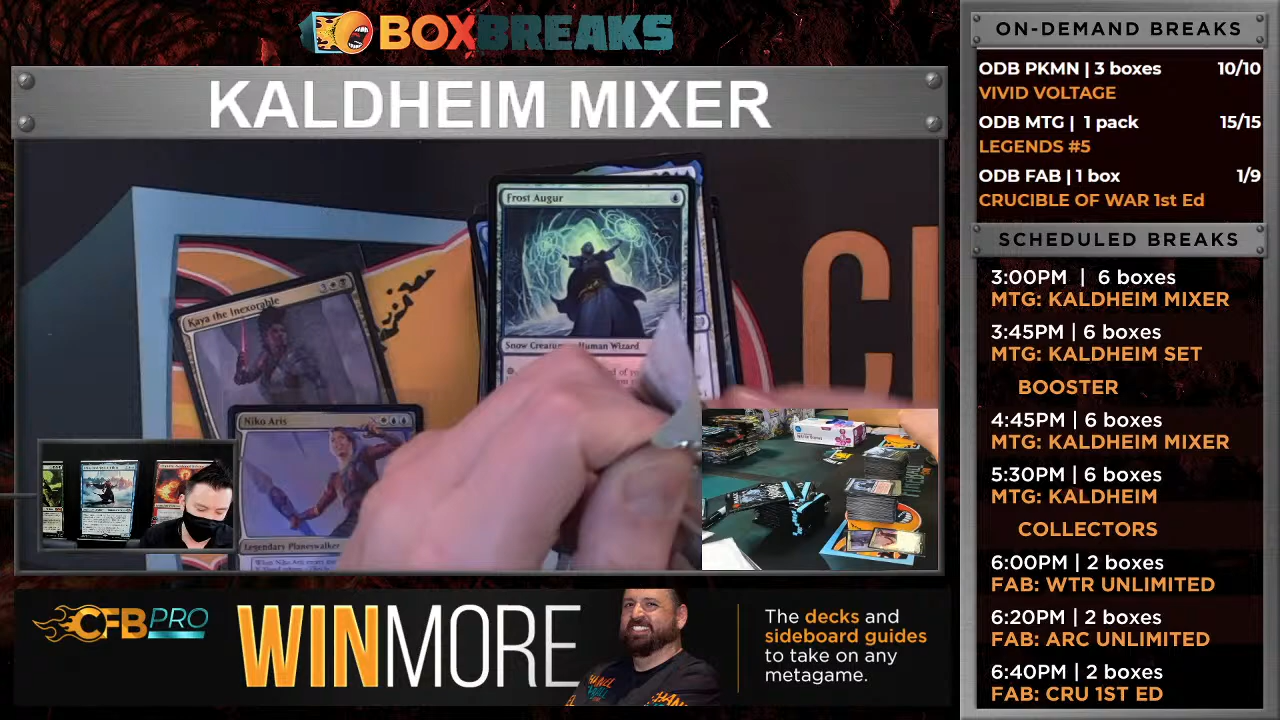 BOXBREAKS
KALDHEIM MIXER
Frost Augur
Snow Creature Human Wizard
Kaya the Inexorable
Niko Aris
Legendary Planeswalker
CFBPRO
WINMORE
The decks and
sideboard guides
to take on any
metagame.
ON-DEMAND BREAKS
ODB PKMN | 3 boxes 10/10
VIVID VOLTAGE
ODB MTG | 1 pack 15/15
LEGENDS #5
ODB FAB | 1 box 1/9
CRUCIBLE OF WAR 1st Ed
SCHEDULED BREAKS
3:00PM | 6 boxes
MTG: KALDHEIM MIXER
3:45PM | 6 boxes
MTG: KALDHEIM SET
BOOSTER
4:45PM | 6 boxes
MTG: KALDHEIM MIXER
5:30PM | 6 boxes
MTG: KALDHEIM
COLLECTORS
6:00PM | 2 boxes
FAB: WTR UNLIMITED
6:20PM | 2 boxes
FAB: ARC UNLIMITED
6:40PM | 2 boxes
FAB: CRU 1ST ED